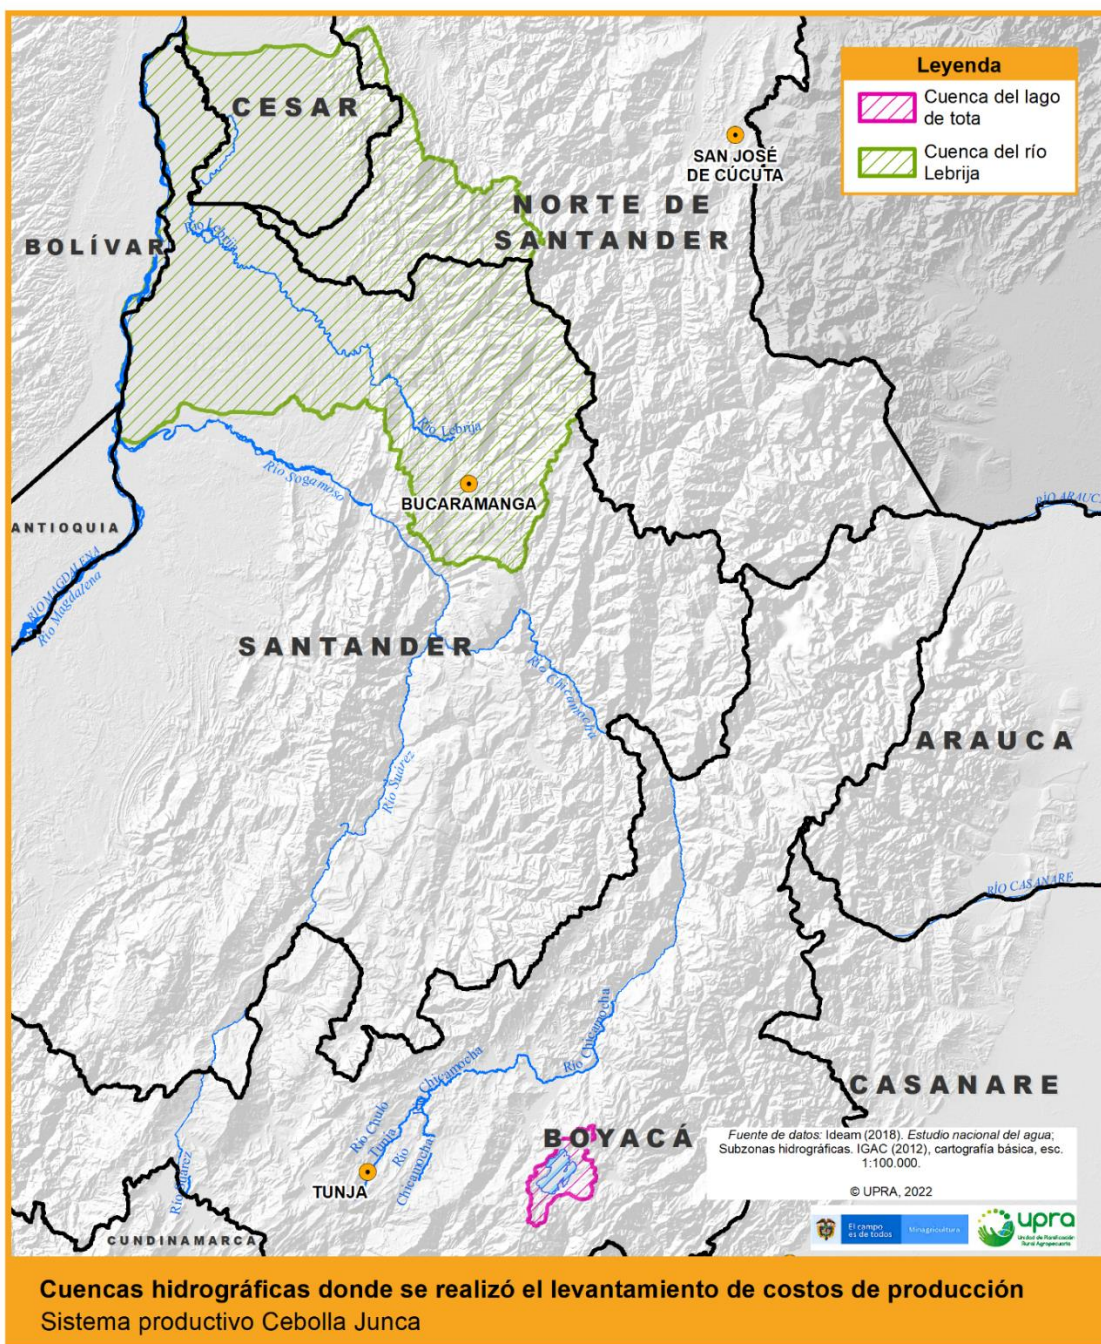 Leyenda
Cuenca del lago
de tota
Cuenca del río
Lebrija
CESAR
SAN JOSÉ
DE CÚCUTA
NORTE DE
SANTANDER
BOLÍVAR
Río Lebrija
Río Lebrija
BUCARAMANGA
Río Sogamoso
ANTIOQUIA
RÍO ARAUCA
RÍO MAGDALENA
Río Magdalena
SANTANDER
Río Chicamocha
ARAUCA
Río Suárez
RÍO CASANARE
Río Chicamocha
Río Chicamocha
CASANARE
Río Chulo
Tunja
Río
Chicamocha
BOYACÁ
TUNJA
Río Suárez
CUNDINAMARCA
Fuente de datos: Ideam (2018). Estudio nacional del agua;
Subzonas hidrográficas. IGAC (2012), cartografía básica, esc.
1:100.000.
© UPRA, 2022
El campo
es de todos
Minagricultura
upra
Unidad de Planificación
Rural Agropecuaria
Cuencas hidrográficas donde se realizó el levantamiento de costos de producción
Sistema productivo Cebolla Junca